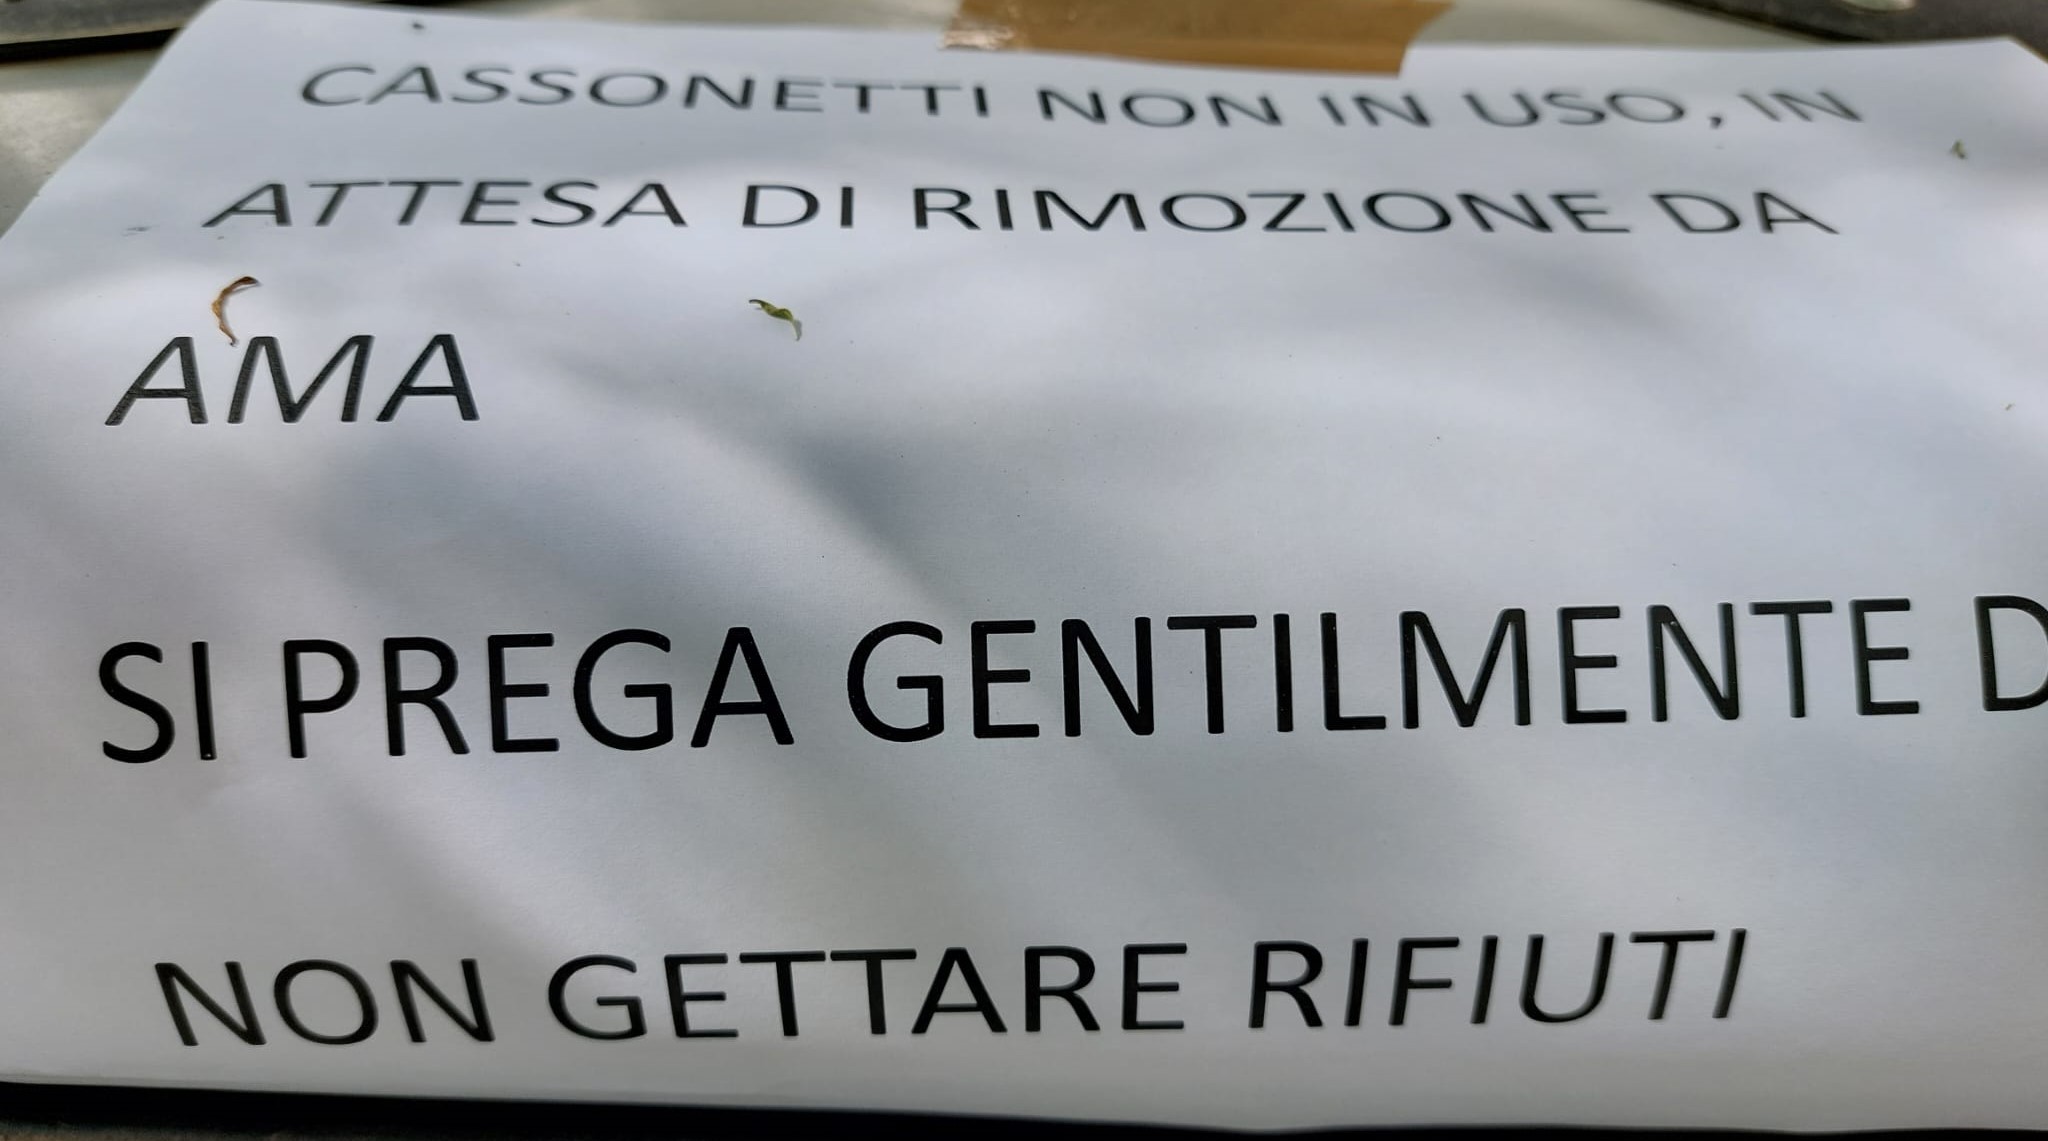 CASSONETTI NON IN USO, IN
ATTESA DI RIMOZIONE DA
AMA
SI PREGA GENTILMENTE D
NON GETTARE RIFIUTI